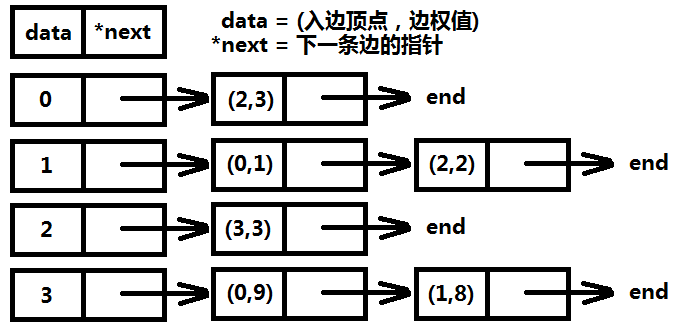 data *next data = (入边顶点，边权值)
*next = 下一条边的指针
0 (2,3) end
1 (0,1) (2,2) end
2 (3,3) end
3 (0,9) (1,8) end